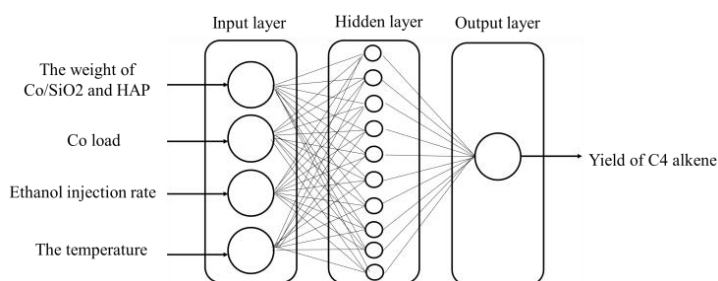 Input layer
Hidden layer
Output layer
The weight of
Co/SiO2 and HAP
Co load
Ethanol injection rate
The temperature
Yield of C4 alkene